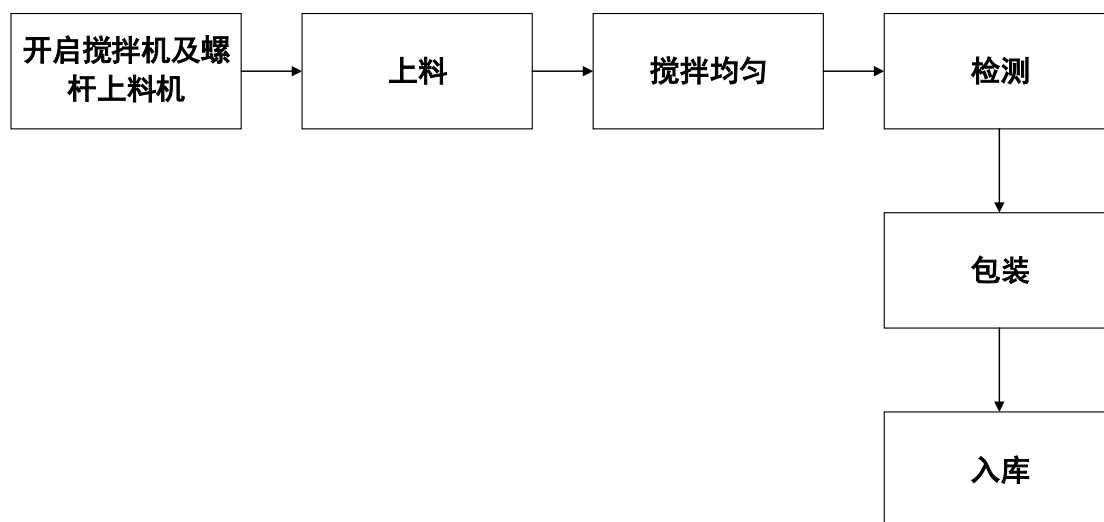 开启搅拌机及螺
杆上料机
上料
搅拌均匀
检测
包装
入库